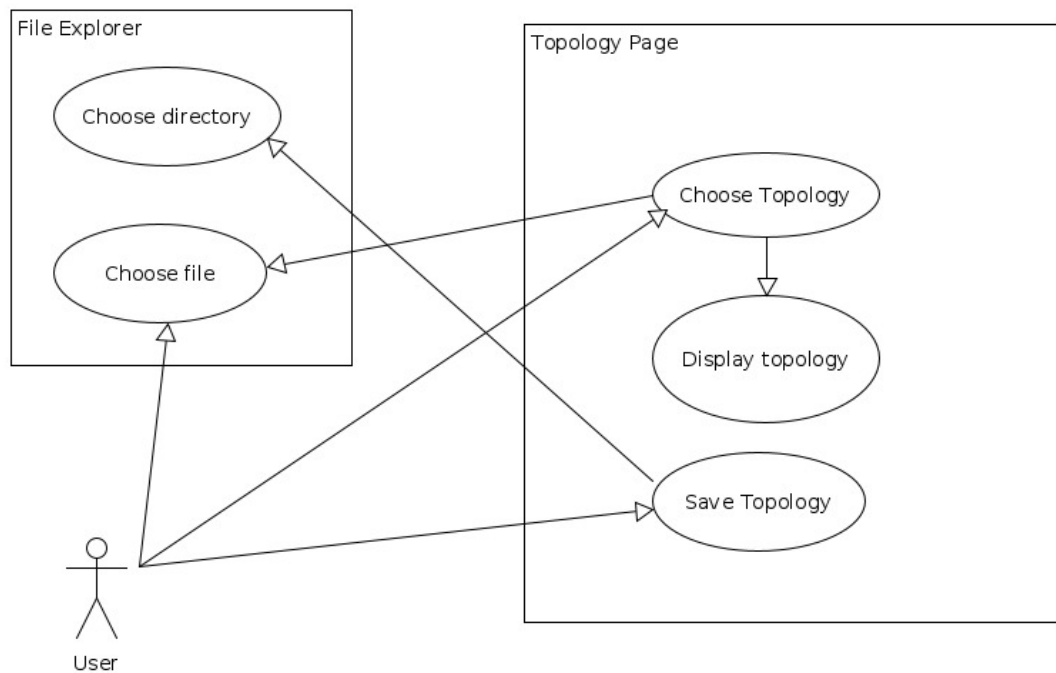 File Explorer
Choose directory
Choose file
Topology Page
Choose Topology
Display topology
Save Topology
User